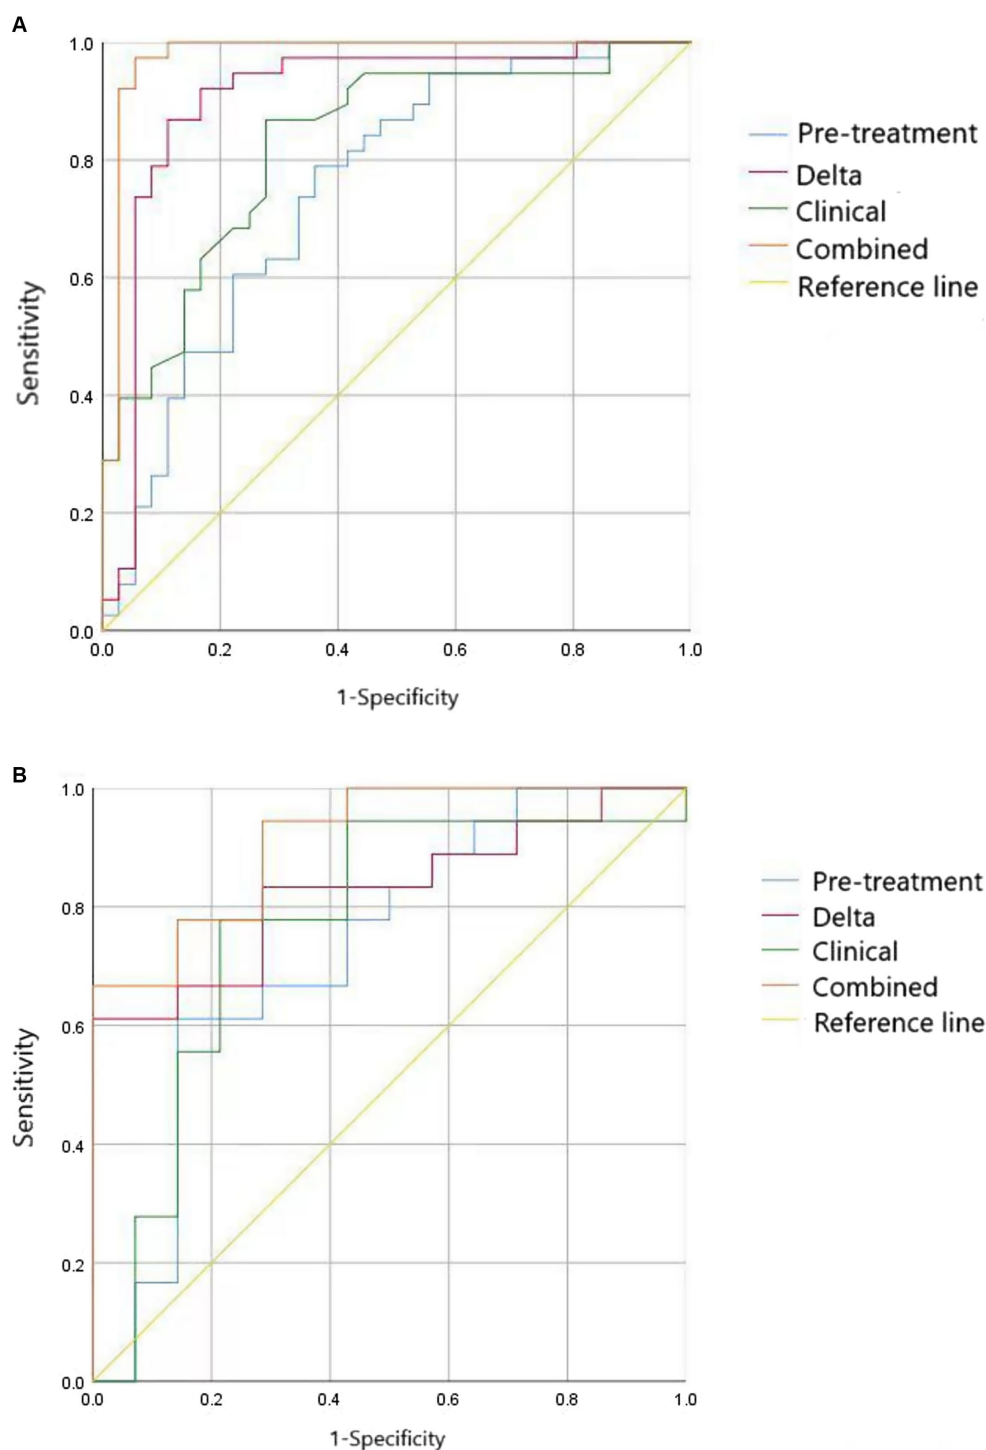 A
1.0
0.8
0.6
0.4
0.2
0.0
Sensitivity
0.0 0.2 0.4 0.6 0.8 1.0
1-Specificity
Pre-treatment
Delta
Clinical
Combined
Reference line
B
1.0
0.8
0.6
0.4
0.2
0.0
Sensitivity
0.0 0.2 0.4 0.6 0.8 1.0
1-Specificity
Pre-treatment
Delta
Clinical
Combined
Reference line